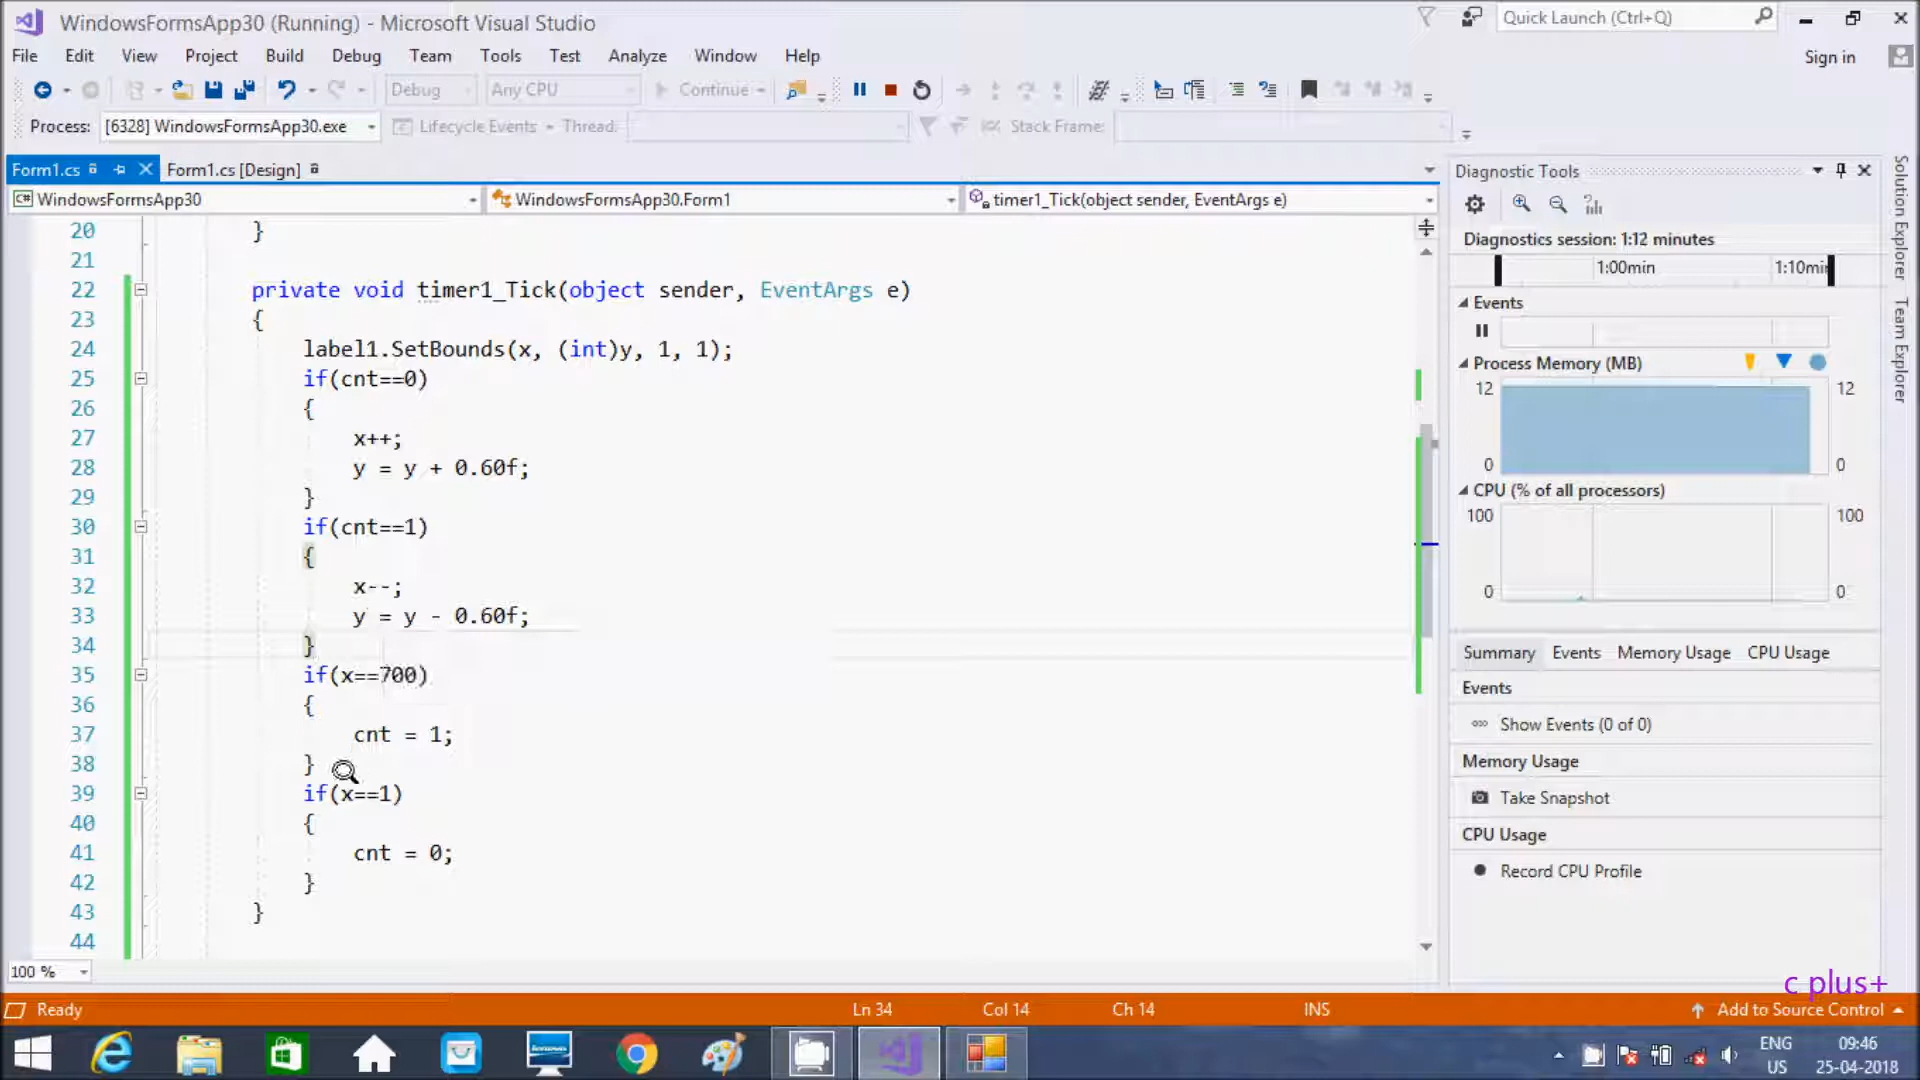 WindowsFormsApp30 (Running) - Microsoft Visual Studio
Quick Launch (Ctrl+Q)
File Edit View Project Build Debug Team Tools Test Analyze Window Help
Sign in
Debug Any CPU Continue
Process: [6328] WindowsFormsApp30.exe Lifecycle Events Thread: Stack Frame:
Form1.cs Form1.cs [Design]
WindowsFormsApp30 WindowsFormsApp30.Form1 timer1_Tick(object sender, EventArgs e)
20 }
21
22 private void timer1_Tick(object sender, EventArgs e)
23 {
24 label1.SetBounds(x, (int)y, 1, 1);
25 if(cnt==0)
26 {
27 x++;
28 y = y + 0.60f;
29 }
30 if(cnt==1)
31 {
32 x--;
33 y = y - 0.60f;
34 }
35 if(x==700)
36 {
37 cnt = 1;
38 }
39 if(x==1)
40 {
41 cnt = 0;
42 }
43 }
44
100 %
Diagnostic Tools
Diagnostics session: 1:12 minutes
1:00min 1:10min
Events
Process Memory (MB)
12 12
0 0
CPU (% of all processors)
100 100
0 0
Summary Events Memory Usage CPU Usage
Events
Show Events (0 of 0)
Memory Usage
Take Snapshot
CPU Usage
Record CPU Profile
Solution Explorer
Team Explorer
c plus+
Ready Ln 34 Col 14 Ch 14 INS Add to Source Control
ENG 09:46
US 25-04-2018